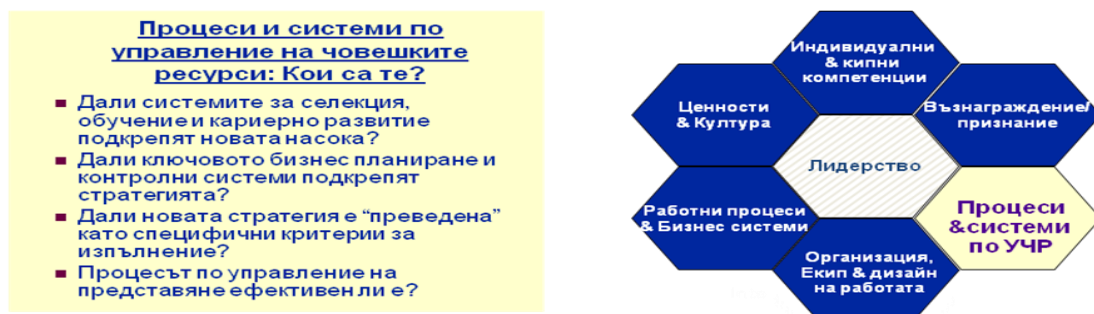 Процеси и системи по
управление на човешките
ресурси: Кои са те?
Дали системите за селекция,
обучение и кариерно развитие
подкрепят новата насока?
Дали ключовото бизнес планиране и
контролни системи подкрепят
стратегията?
Дали новата стратегия е “преведена”
като специфични критерии за
изпълнение?
Процесът по управление на
представяне ефективен ли е?
Индивидуални
& кипни
компетенции
Ценности
& Култура
Възнаграждение/
признание
Лидерство
Работни процеси
& Бизнес системи
Процеси
&системи
по УЧР
Организация,
Екип & дизайн
на работата